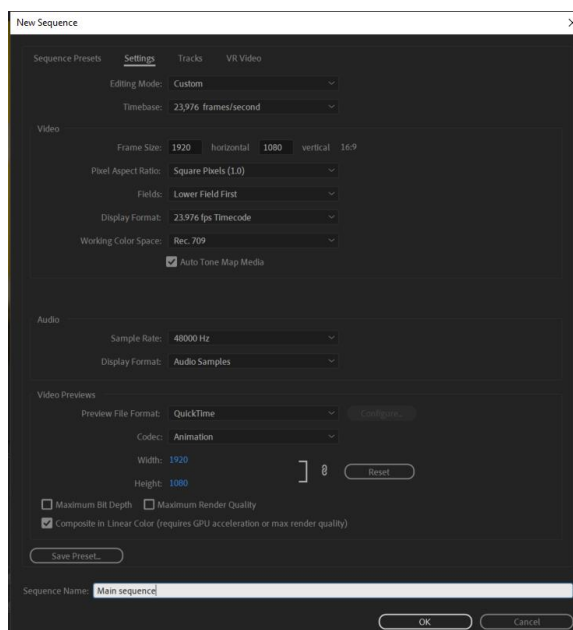 New Sequence
Sequence Presets Settings Tracks VR Video
Editing Mode: Custom
Timebase: 23,976 frames/second
Video
Frame Size: 1920 horizontal 1080 vertical 16:9
Pixel Aspect Ratio: Square Pixels (1.0)
Fields: Lower Field First
Display Format: 23.976 fps Timecode
Working Color Space: Rec. 709
Auto Tone Map Media
Audio
Sample Rate: 48000 Hz
Display Format: Audio Samples
Video Previews
Preview File Format: QuickTime Configure...
Codec: Animation
Width: 1920
Reset
Height: 1080
Maximum Bit Depth Maximum Render Quality
Composite in Linear Color (requires GPU acceleration or max render quality)
Save Preset...
Sequence Name: Main sequence
OK Cancel